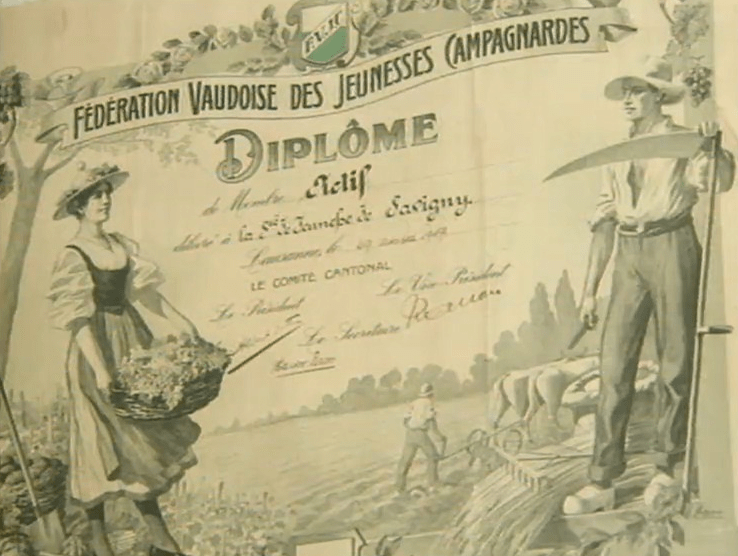 FÉDÉRATION VAUDOISE DES JEUNESSES CAMPAGNARDES
DIPLÔME
de Membre Actif
délivré à la Sté de Jeunesse de Savigny.
Lausanne, le
LE COMITÉ CANTONAL
Le Président
Le Vice-Président
Le Secrétaire